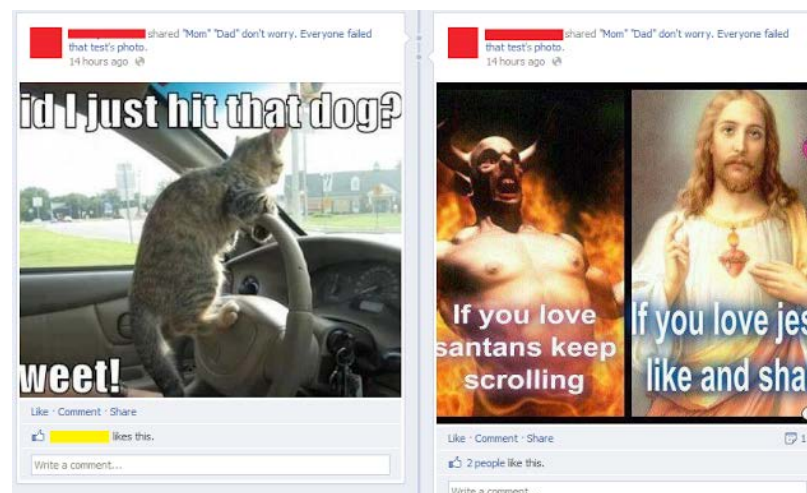 shared "Mom" "Dad" don't worry. Everyone failed
that test's photo.
14 hours ago
id I just hit that dog?
weet!
Like · Comment · Share
likes this.
Write a comment...
shared "Mom" "Dad" don't worry. Everyone failed
that test's photo.
14 hours ago
If you love
santans keep
scrolling
If you love jes
like and sha
Like · Comment · Share
1
2 people like this.
Write a comment...